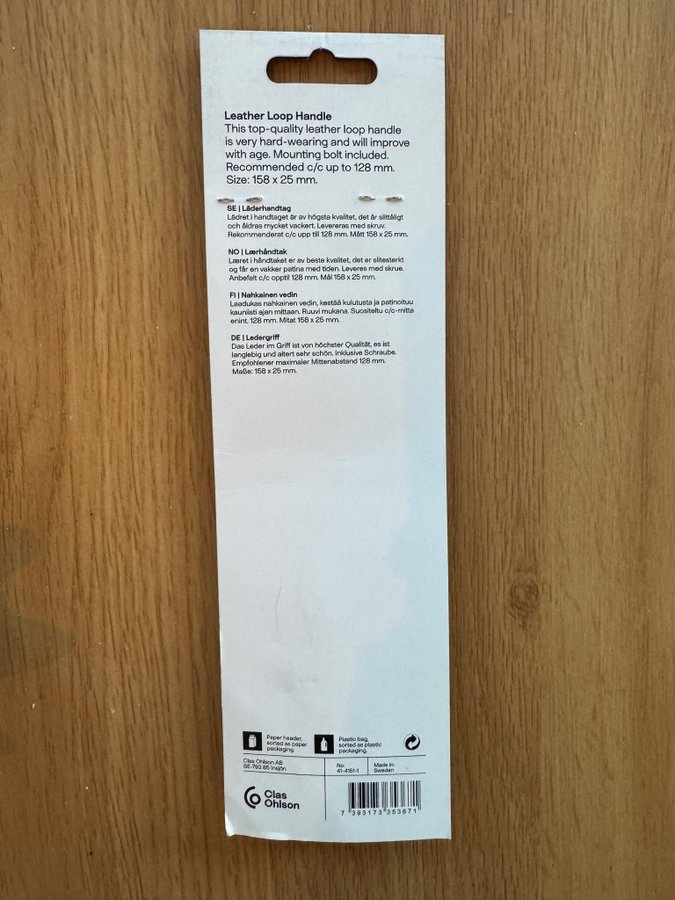 Leather Loop Handle
This top-quality leather loop handle
is very hard-wearing and will improve
with age. Mounting bolt included.
Recommended c/c up to 128 mm.
Size: 158 x 25 mm.
SE | Läderhandtag
Lädret i handtaget är av högsta kvalitet, det är slittåligt
och åldras mycket vackert. Levereras med skruv.
Rekommenderat c/c upp till 128 mm. Mått 158 x 25 mm.
NO | Lærhåndtak
Læret i håndtaket er av beste kvalitet, det er slitesterkt
og får en vakker patina med tiden. Leveres med skrue.
Anbefalt c/c opptil 128 mm. Mål 158 x 25 mm.
FI | Nahkainen vedin
Laadukas nahkainen vedin, kestää kulutusta ja patinoituu
kauniisti ajan mittaan. Ruuvi mukana. Suositeltu c/c-mitta
enint. 128 mm. Mitat 158 x 25 mm.
DE | Ledergriff
Das Leder im Griff ist von höchster Qualität, es ist
langlebig und altert sehr schön. Inklusive Schraube.
Empfohlener maximaler Mittenabstand 128 mm.
Maße: 158 x 25 mm.
Paper header,
sorted as paper
packaging.
Plastic bag,
sorted as plastic
packaging.
Clas Ohlson AB
SE-793 85 Insjön
No:
41-4151-1
Made in:
Sweden
Clas
Ohlson
7 393173 353671